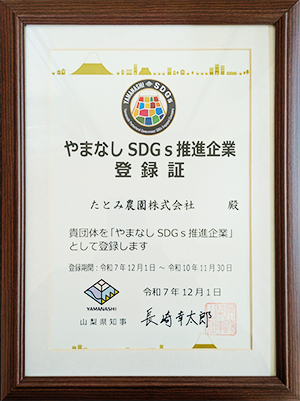 YAMANASHI SDGs
やまなしSDGs推進企業
登録証
たとみ農園株式会社 殿
貴団体を「やまなしSDGs推進企業」
として登録します
登録期間：令和7年12月1日～令和10年11月30日
令和7年12月1日
YAMANASHI
山梨県知事 長崎幸太郎